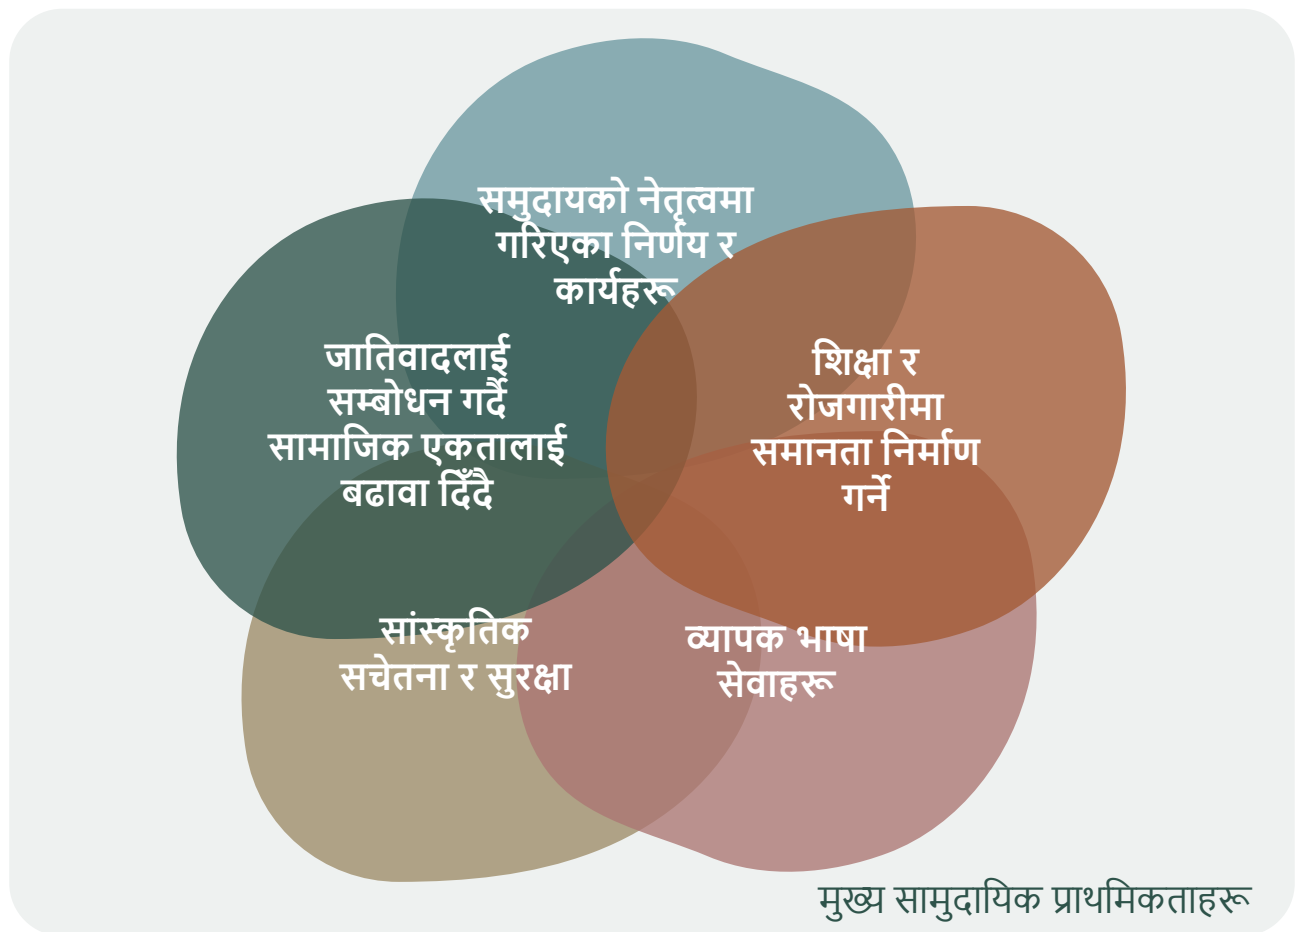 समुदायको नेतृत्वमा
गरिएका निर्णय र
कार्यहरू
जातिवादलाई
सम्बोधन गर्दै
सामाजिक एकतालाई
बढावा दिँदै
शिक्षा र
रोजगारीमा
समानता निर्माण
गर्ने
सांस्कृतिक
सचेतना र सुरक्षा
व्यापक भाषा
सेवाहरू
मुख्य सामुदायिक प्राथमिकताहरू